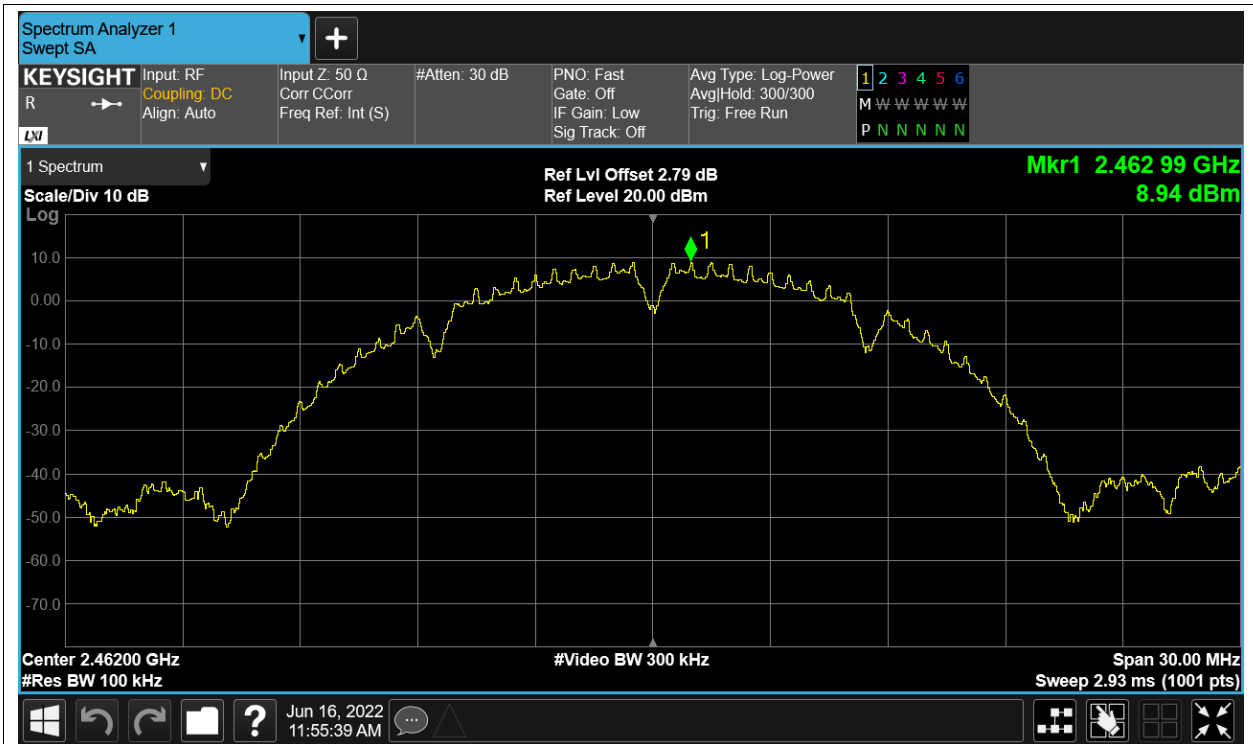 Spectrum Analyzer 1
Swept SA
+
KEYSIGHT
R
LXI
Input: RF
Coupling: DC
Align: Auto
Input Z: 50 Ω
Corr CCorr
Freq Ref: Int (S)
#Atten: 30 dB
PNO: Fast
Gate: Off
IF Gain: Low
Sig Track: Off
Avg Type: Log-Power
Avg|Hold: 300/300
Trig: Free Run
1 2 3 4 5 6
M W W W W W
P N N N N N
1 Spectrum
Scale/Div 10 dB
Log
Ref Lvl Offset 2.79 dB
Ref Level 20.00 dBm
Mkr1 2.462 99 GHz
8.94 dBm
1
10.0
0.00
-10.0
-20.0
-30.0
-40.0
-50.0
-60.0
-70.0
Center 2.46200 GHz
#Res BW 100 kHz
#Video BW 300 kHz
Span 30.00 MHz
Sweep 2.93 ms (1001 pts)
?
Jun 16, 2022
11:55:39 AM